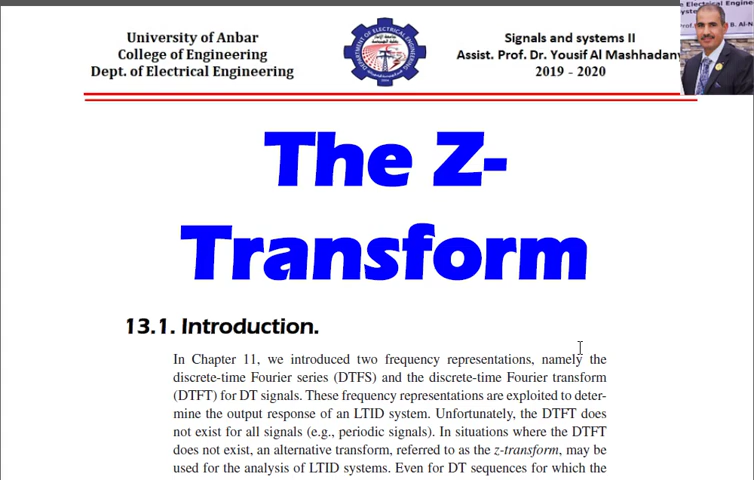 University of Anbar
College of Engineering
Dept. of Electrical Engineering
Signals and systems II
Assist. Prof. Dr. Yousif Al Mashhadany
2019 - 2020
The Z-
Transform
13.1. Introduction.
In Chapter 11, we introduced two frequency representations, namely the
discrete-time Fourier series (DTFS) and the discrete-time Fourier transform
(DTFT) for DT signals. These frequency representations are exploited to deter-
mine the output response of an LTID system. Unfortunately, the DTFT does
not exist for all signals (e.g., periodic signals). In situations where the DTFT
does not exist, an alternative transform, referred to as the z-transform, may be
used for the analysis of LTID systems. Even for DT sequences for which the